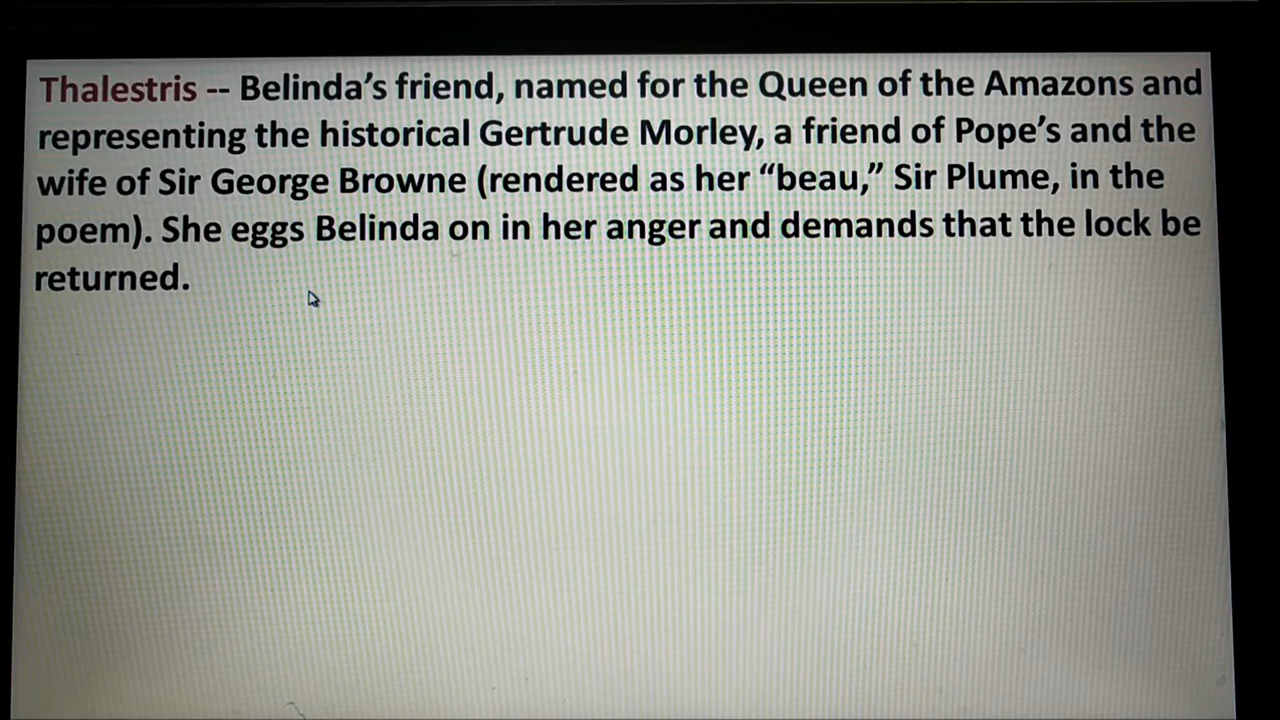 Thalestris -- Belinda’s friend, named for the Queen of the Amazons and
representing the historical Gertrude Morley, a friend of Pope’s and the
wife of Sir George Browne (rendered as her “beau,” Sir Plume, in the
poem). She eggs Belinda on in her anger and demands that the lock be
returned.